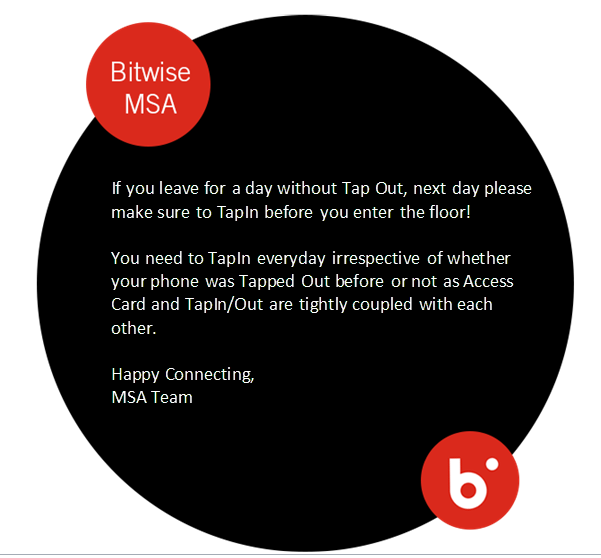 Bitwise
MSA
If you leave for a day without Tap Out, next day please
make sure to TapIn before you enter the floor!
You need to TapIn everyday irrespective of whether
your phone was Tapped Out before or not as Access
Card and TapIn/Out are tightly coupled with each
other.
Happy Connecting,
MSA Team
b